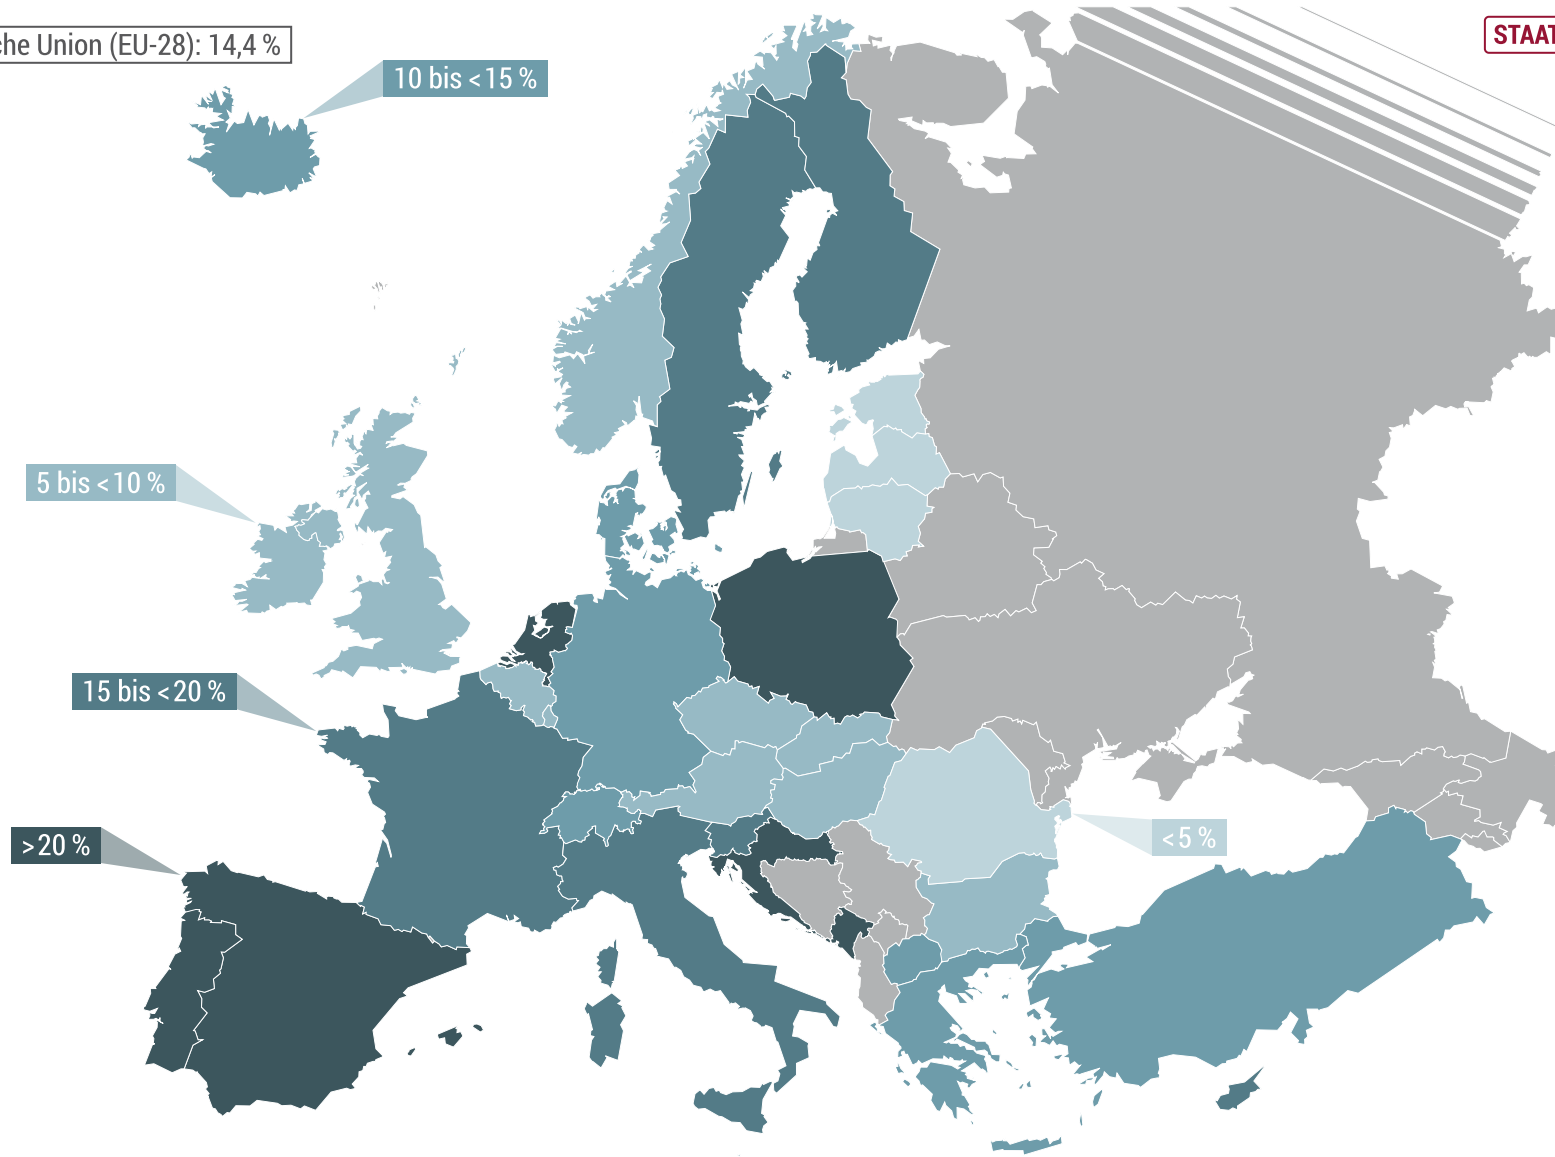 che Union (EU-28): 14,4 %
STAAT
10 bis <15 %
5 bis <10 %
15 bis <20 %
>20 %
<5 %